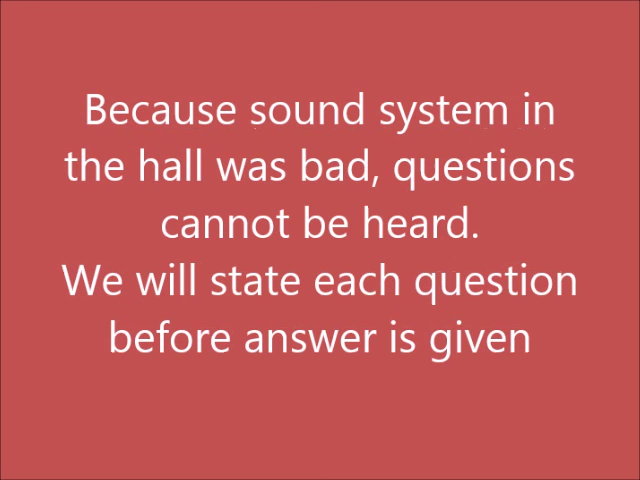 Because sound system in
the hall was bad, questions
cannot be heard.
We will state each question
before answer is given